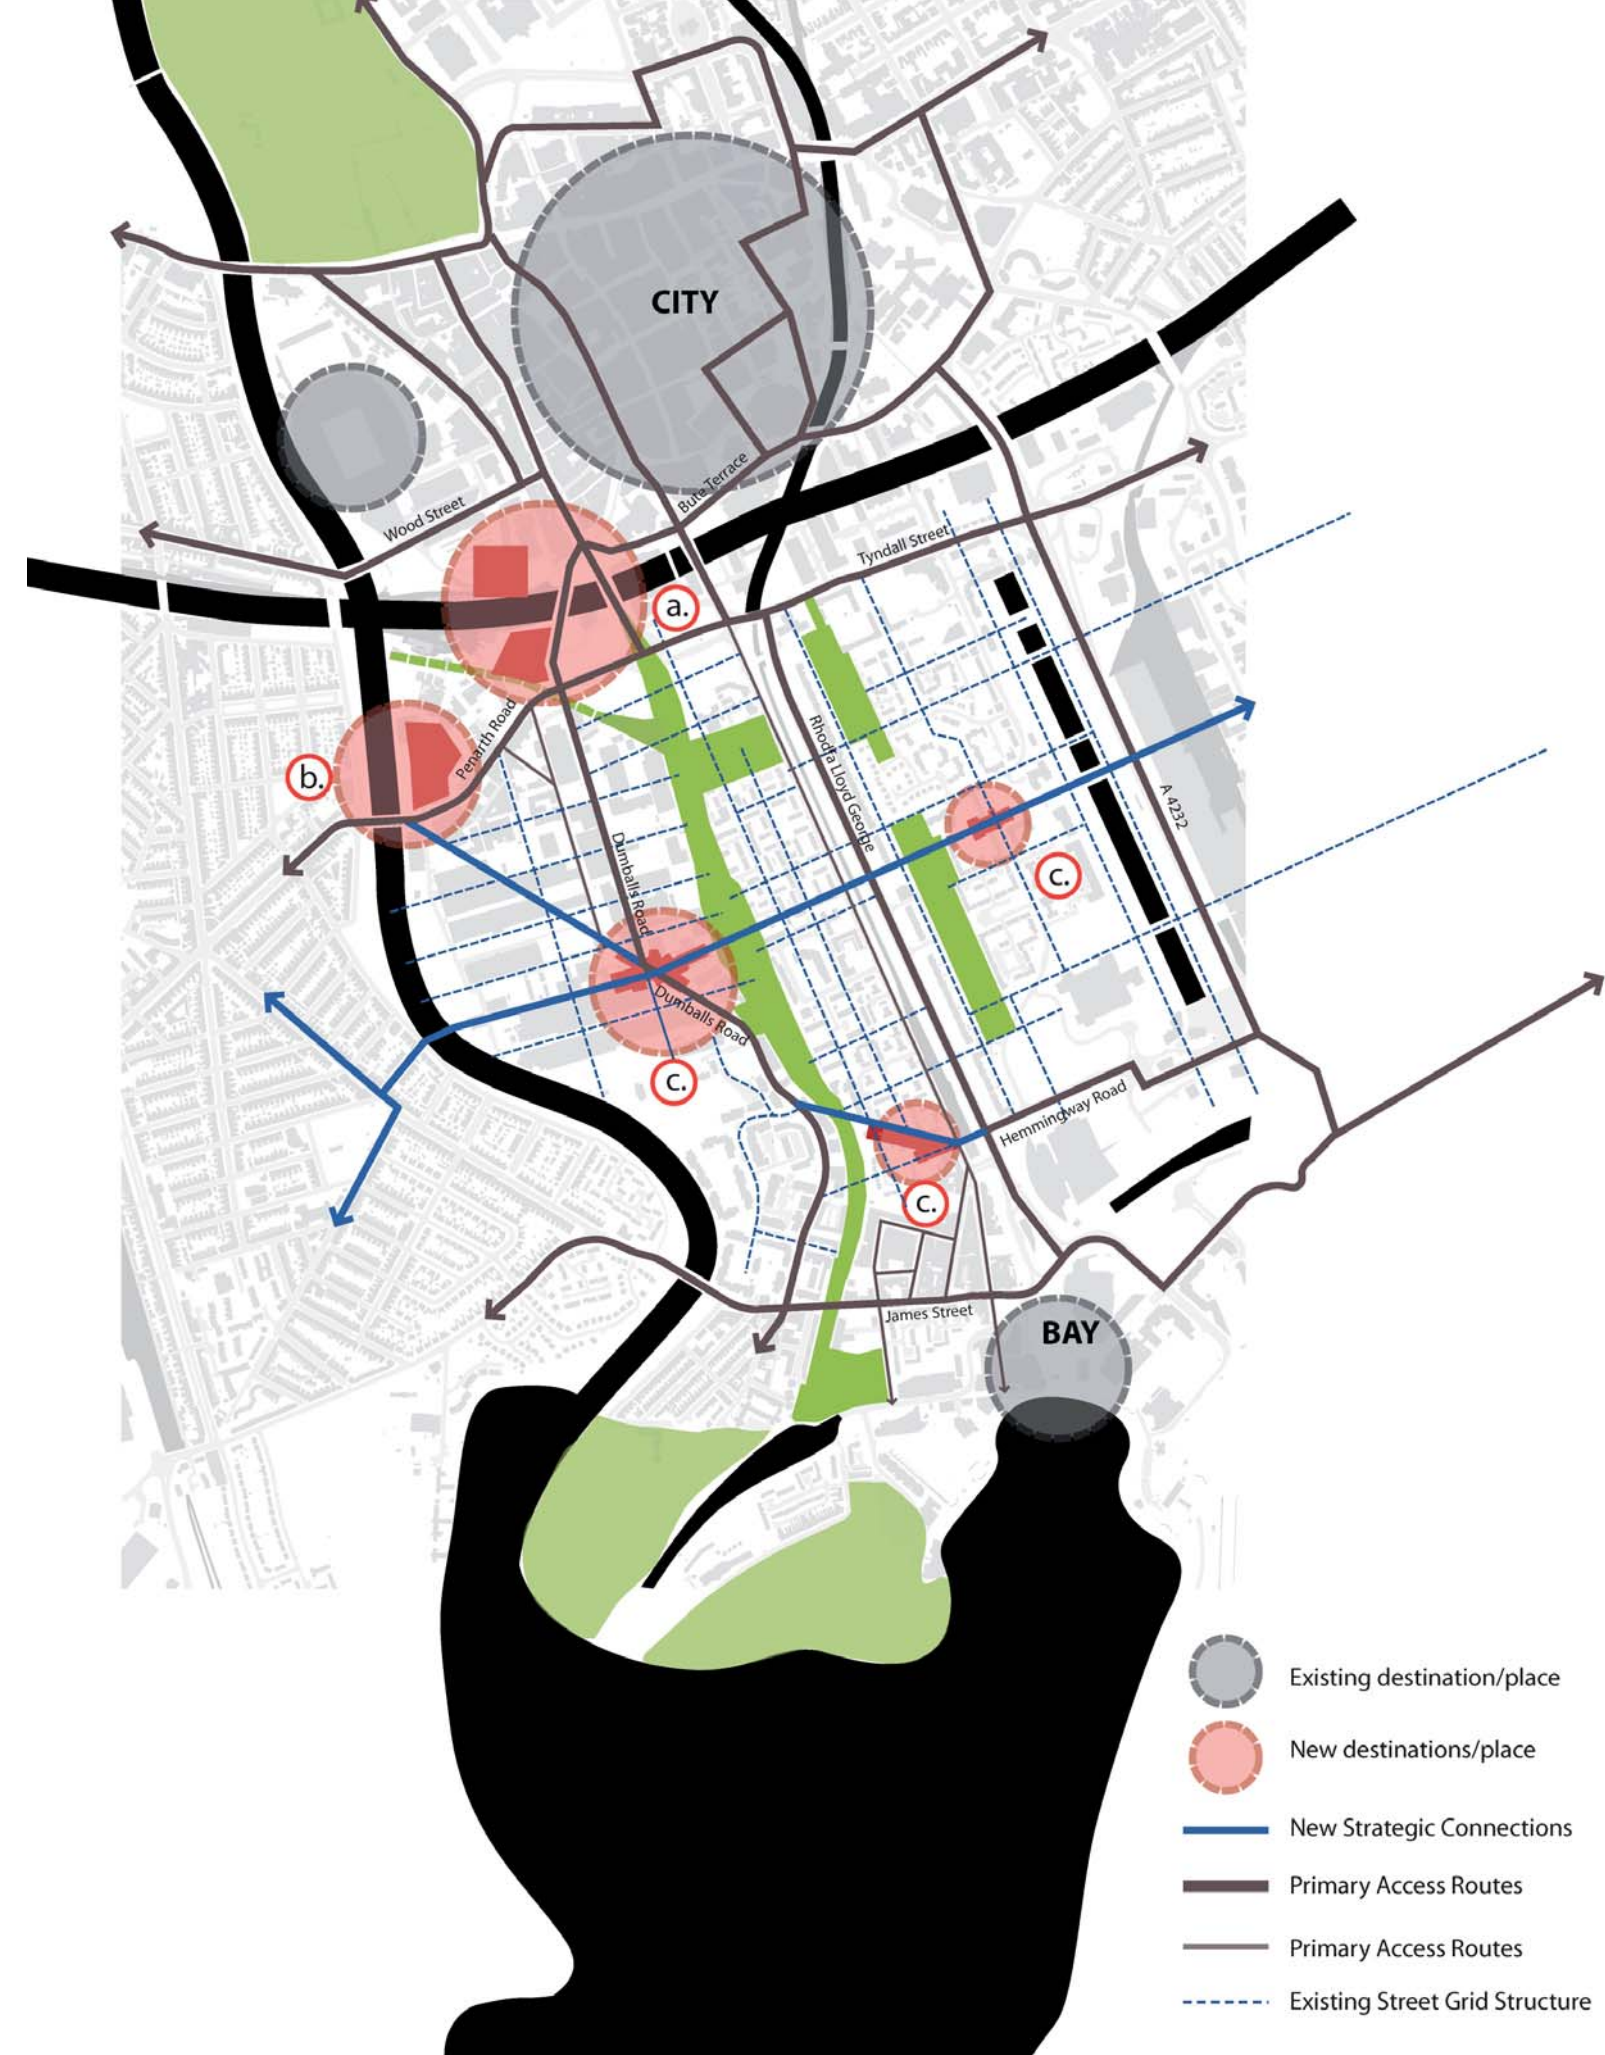 CITY
Bute Terrace
Wood Street
Tyndall Street
a.
Penarth Road
b.
Rhodfa Lloyd George
A 4232
Dumballs Road
c.
Dumballs Road
c.
Hemmingway Road
c.
James Street
BAY
Existing destination/place
New destinations/place
New Strategic Connections
Primary Access Routes
Primary Access Routes
Existing Street Grid Structure